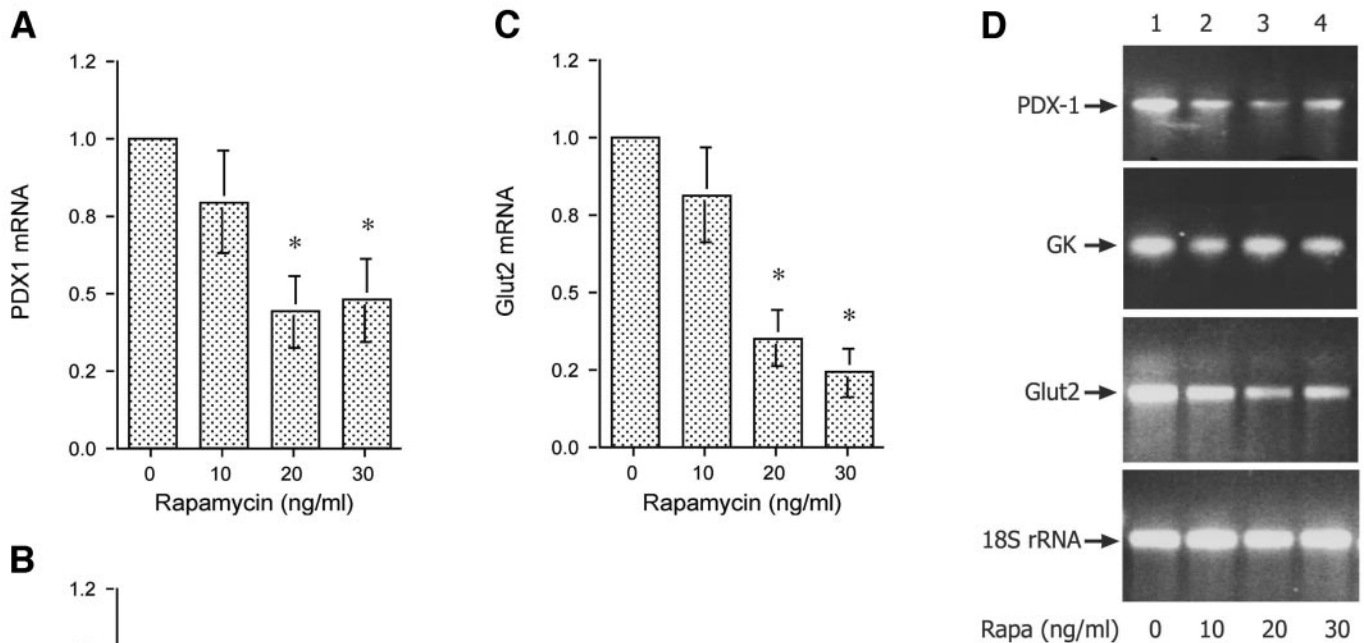 A
1.2
1.0
0.8
0.5
0.2
0.0
PDX1 mRNA
*
*
0
10
20
30
Rapamycin (ng/ml)
C
1.2
1.0
0.8
0.5
0.2
0.0
Glut2 mRNA
*
*
0
10
20
30
Rapamycin (ng/ml)
D
1 2 3 4
PDX-1
GK
Glut2
18S rRNA
Rapa (ng/ml) 0 10 20 30
B
1.2